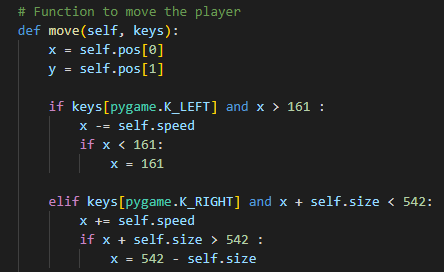 # Function to move the player
def move(self, keys):
    x = self.pos[0]
    y = self.pos[1]

    if keys[pygame.K_LEFT] and x > 161 :
        x -= self.speed
        if x < 161:
            x = 161

    elif keys[pygame.K_RIGHT] and x + self.size < 542:
        x += self.speed
        if x + self.size > 542 :
            x = 542 - self.size